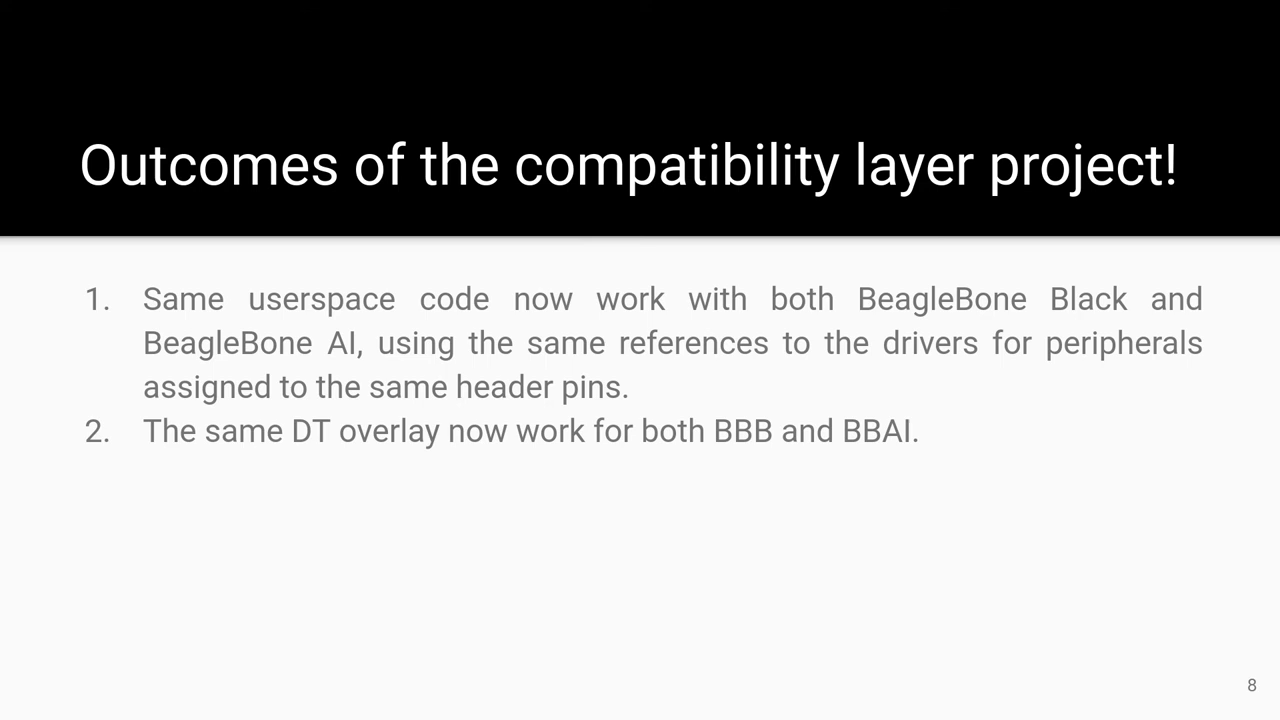 Outcomes of the compatibility layer project!
1. Same userspace code now work with both BeagleBone Black and
BeagleBone AI, using the same references to the drivers for peripherals
assigned to the same header pins.
2. The same DT overlay now work for both BBB and BBAI.
8